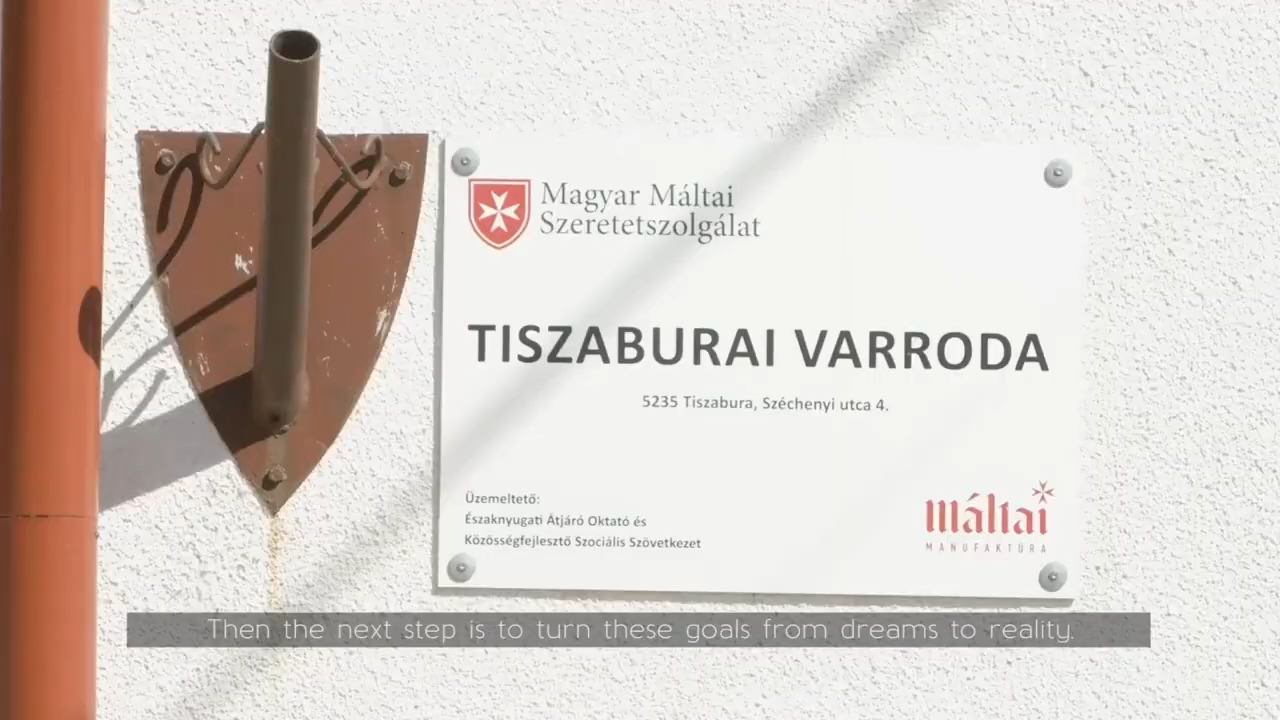 Magyar Máltai
Szeretetszolgálat
TISZABURAI VARRODA
5235 Tiszabura, Széchenyi utca 4.
Üzemeltető:
Északnyugati Átjáró Oktató és
Közösségfejlesztő Szociális Szövetkezet
máltai
MANUFAKTÚRA
Then the next step is to turn these goals from dreams to reality.